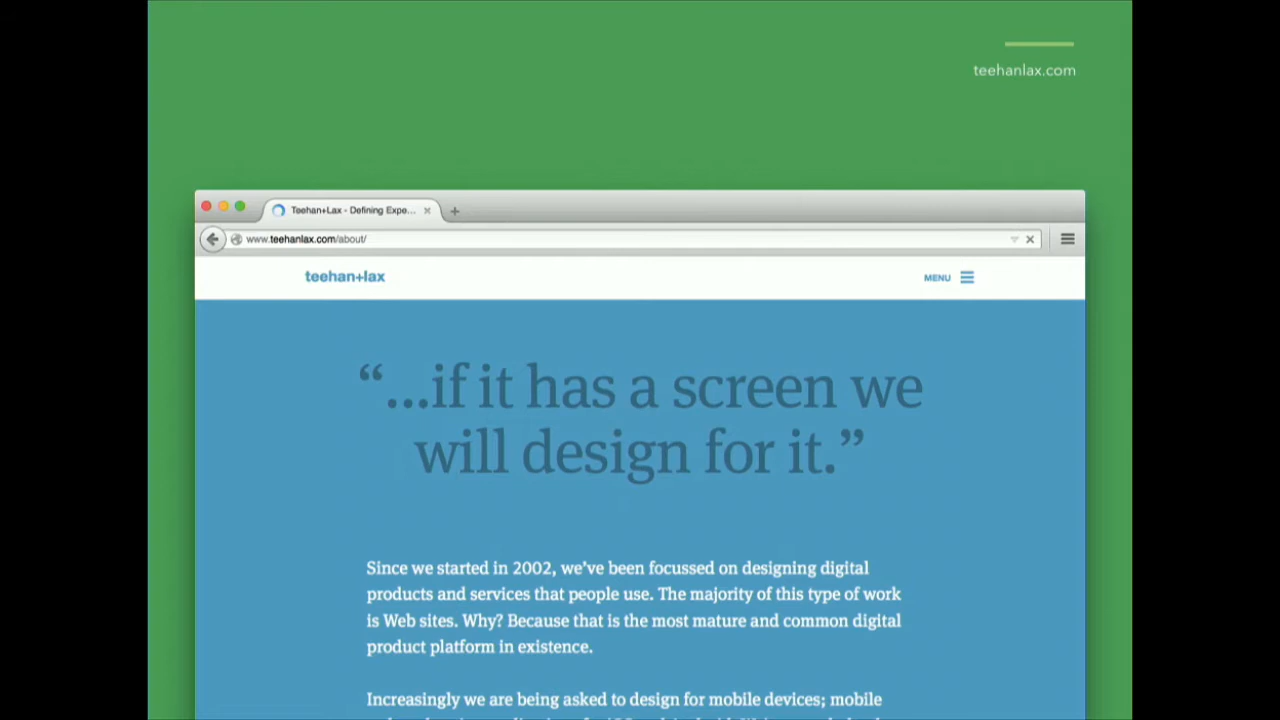 teehanlax.com
Teehan+Lax - Defining Expe...
www.teehanlax.com/about/
teehan+lax
MENU
“...if it has a screen we
will design for it.”
Since we started in 2002, we’ve been focussed on designing digital
products and services that people use. The majority of this type of work
is Web sites. Why? Because that is the most mature and common digital
product platform in existence.
Increasingly we are being asked to design for mobile devices; mobile